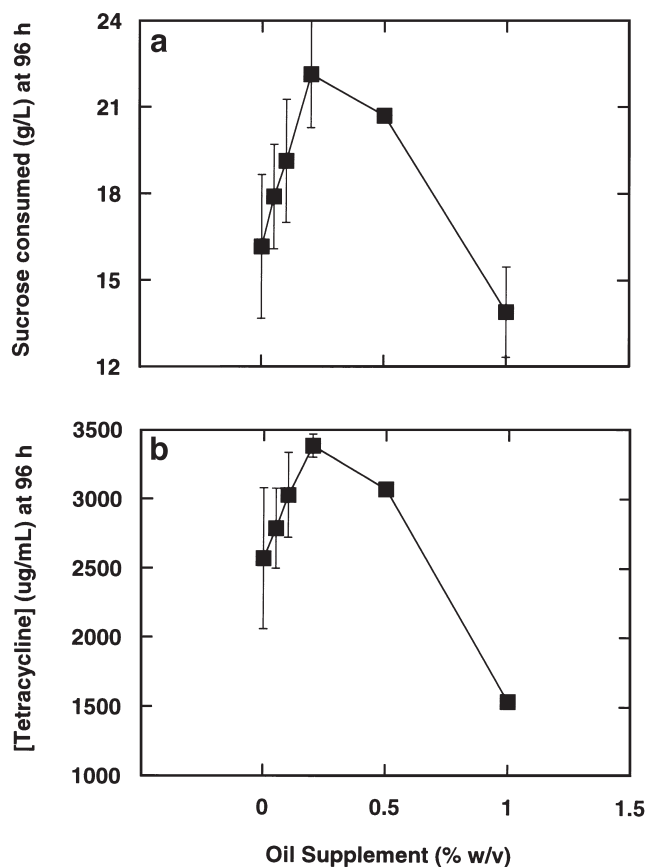 a
Sucrose consumed (g/L) at 96 h
24
21
18
15
12
b
[Tetracycline] (ug/mL) at 96 h
3500
3000
2500
2000
1500
1000
0 0.5 1 1.5
Oil Supplement (% w/v)